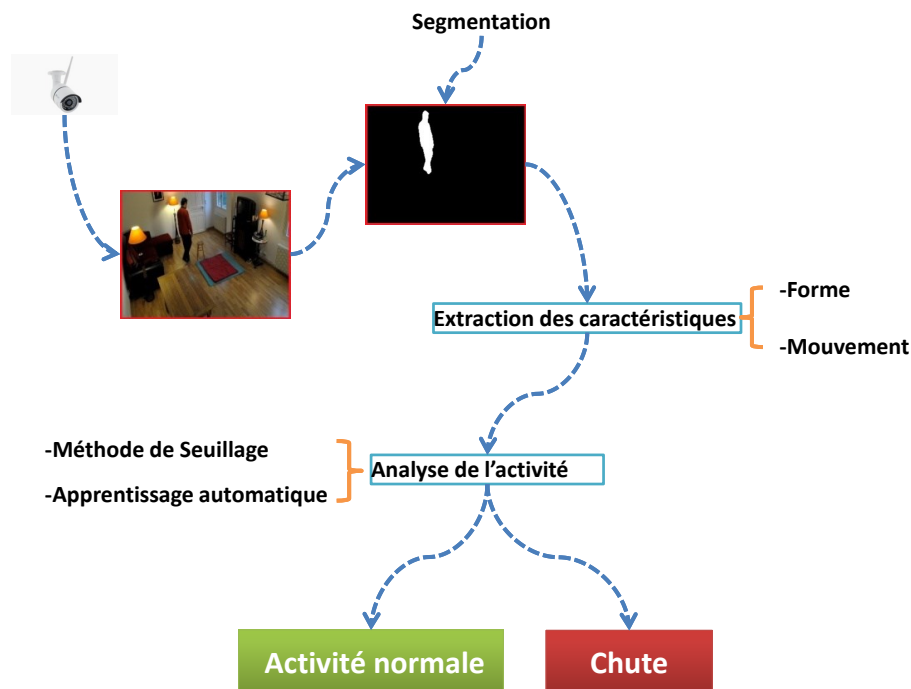 Segmentation
Extraction des caractéristiques
-Forme
-Mouvement
-Méthode de Seuillage
-Apprentissage automatique
Analyse de l’activité
Activité normale
Chute